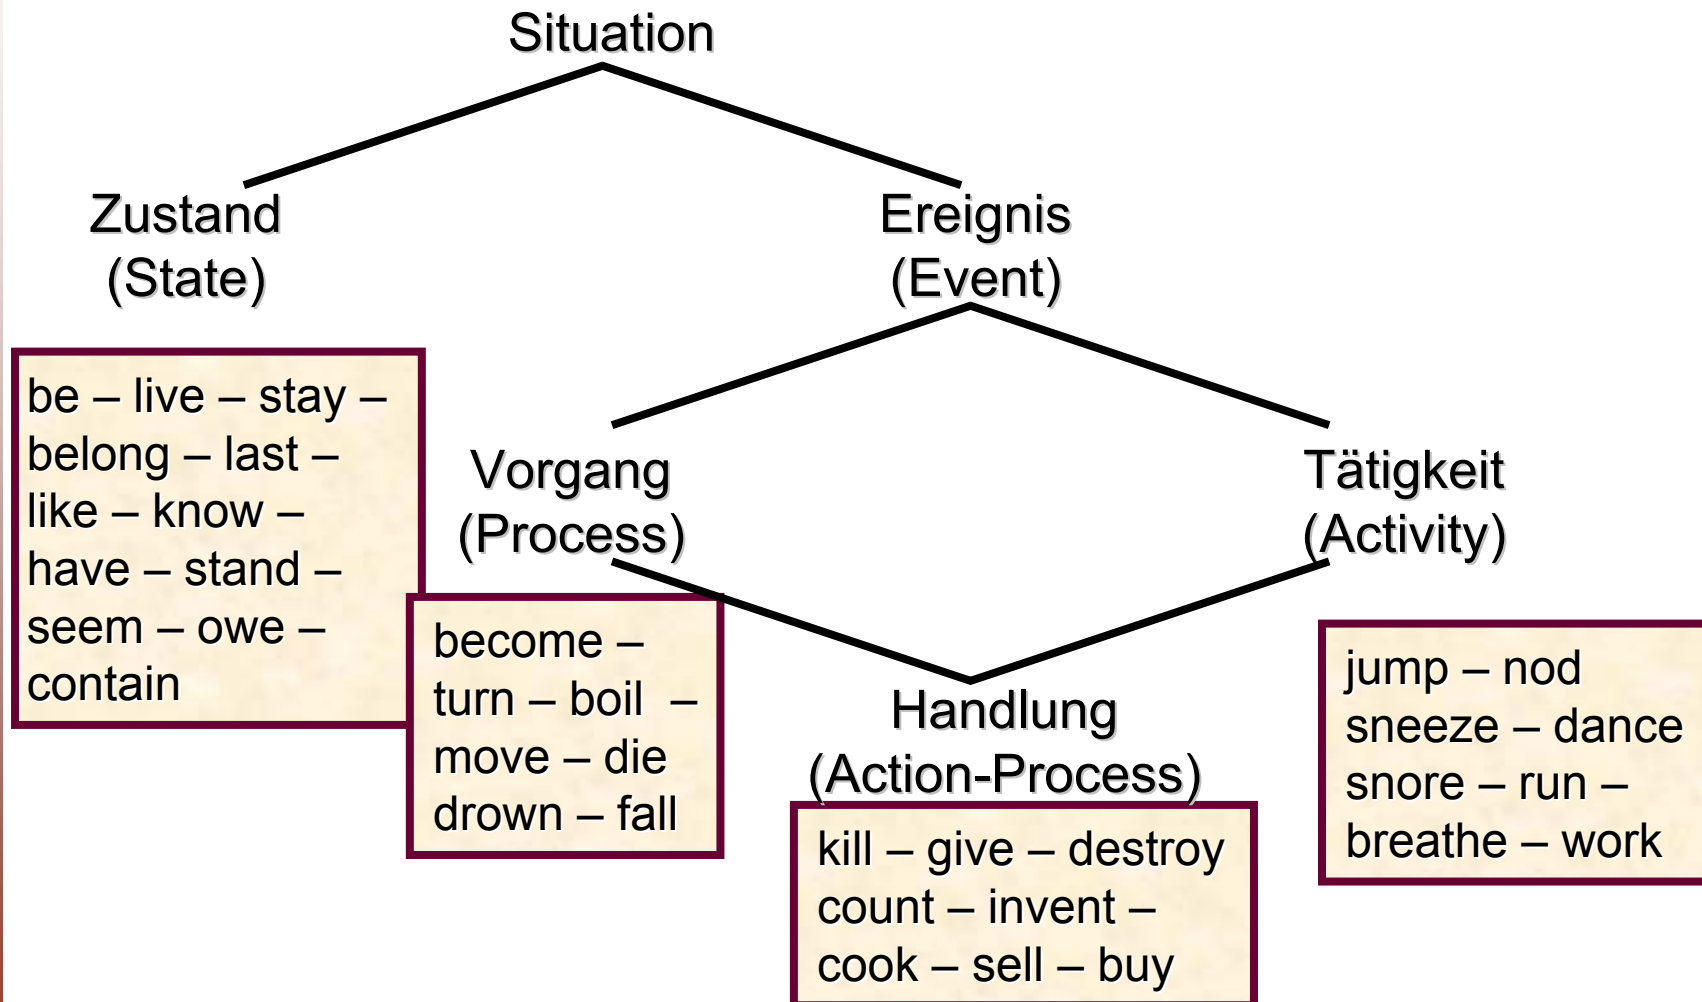 Situation
Zustand
(State)
Ereignis
(Event)
be – live – stay –
belong – last –
like – know –
have – stand –
seem – owe –
contain
Vorgang
(Process)
Tätigkeit
(Activity)
become –
turn – boil –
move – die
drown – fall
Handlung
(Action-Process)
kill – give – destroy
count – invent –
cook – sell – buy
jump – nod
sneeze – dance
snore – run –
breathe – work